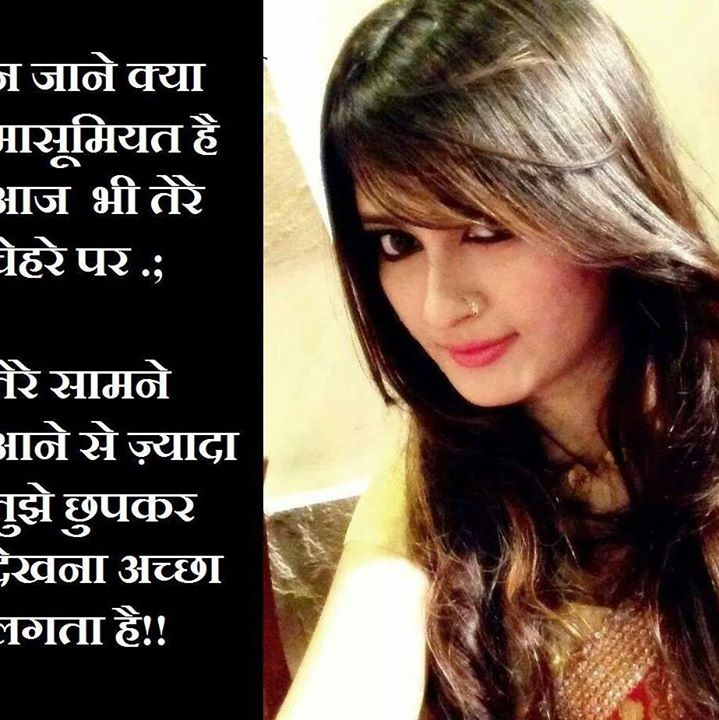 न जाने क्या
मासूमियत है
आज भी तेरे
चेहरे पर .;
तेरे सामने
आने से ज़्यादा
तुझे छुपकर
देखना अच्छा
लगता है!!